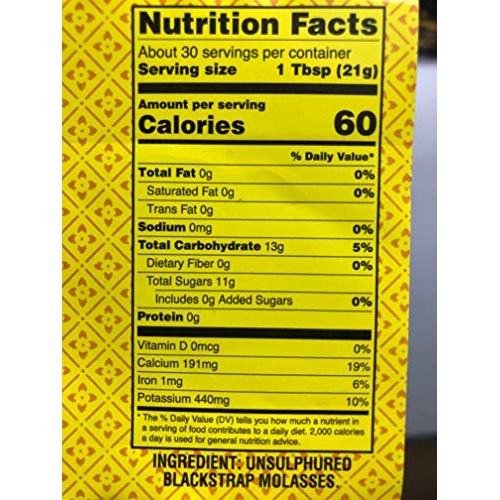 Nutrition Facts
About 30 servings per container
Serving size 1 Tbsp (21g)
Amount per serving
Calories 60
% Daily Value*
Total Fat 0g 0%
Saturated Fat 0g 0%
Trans Fat 0g
Sodium 0mg 0%
Total Carbohydrate 13g 5%
Dietary Fiber 0g 0%
Total Sugars 11g
Includes 0g Added Sugars 0%
Protein 0g
Vitamin D 0mcg 0%
Calcium 191mg 19%
Iron 1mg 6%
Potassium 440mg 10%
* The % Daily Value (DV) tells you how much a nutrient in
a serving of food contributes to a daily diet. 2,000 calories
a day is used for general nutrition advice.
INGREDIENT: UNSULPHURED
BLACKSTRAP MOLASSES.